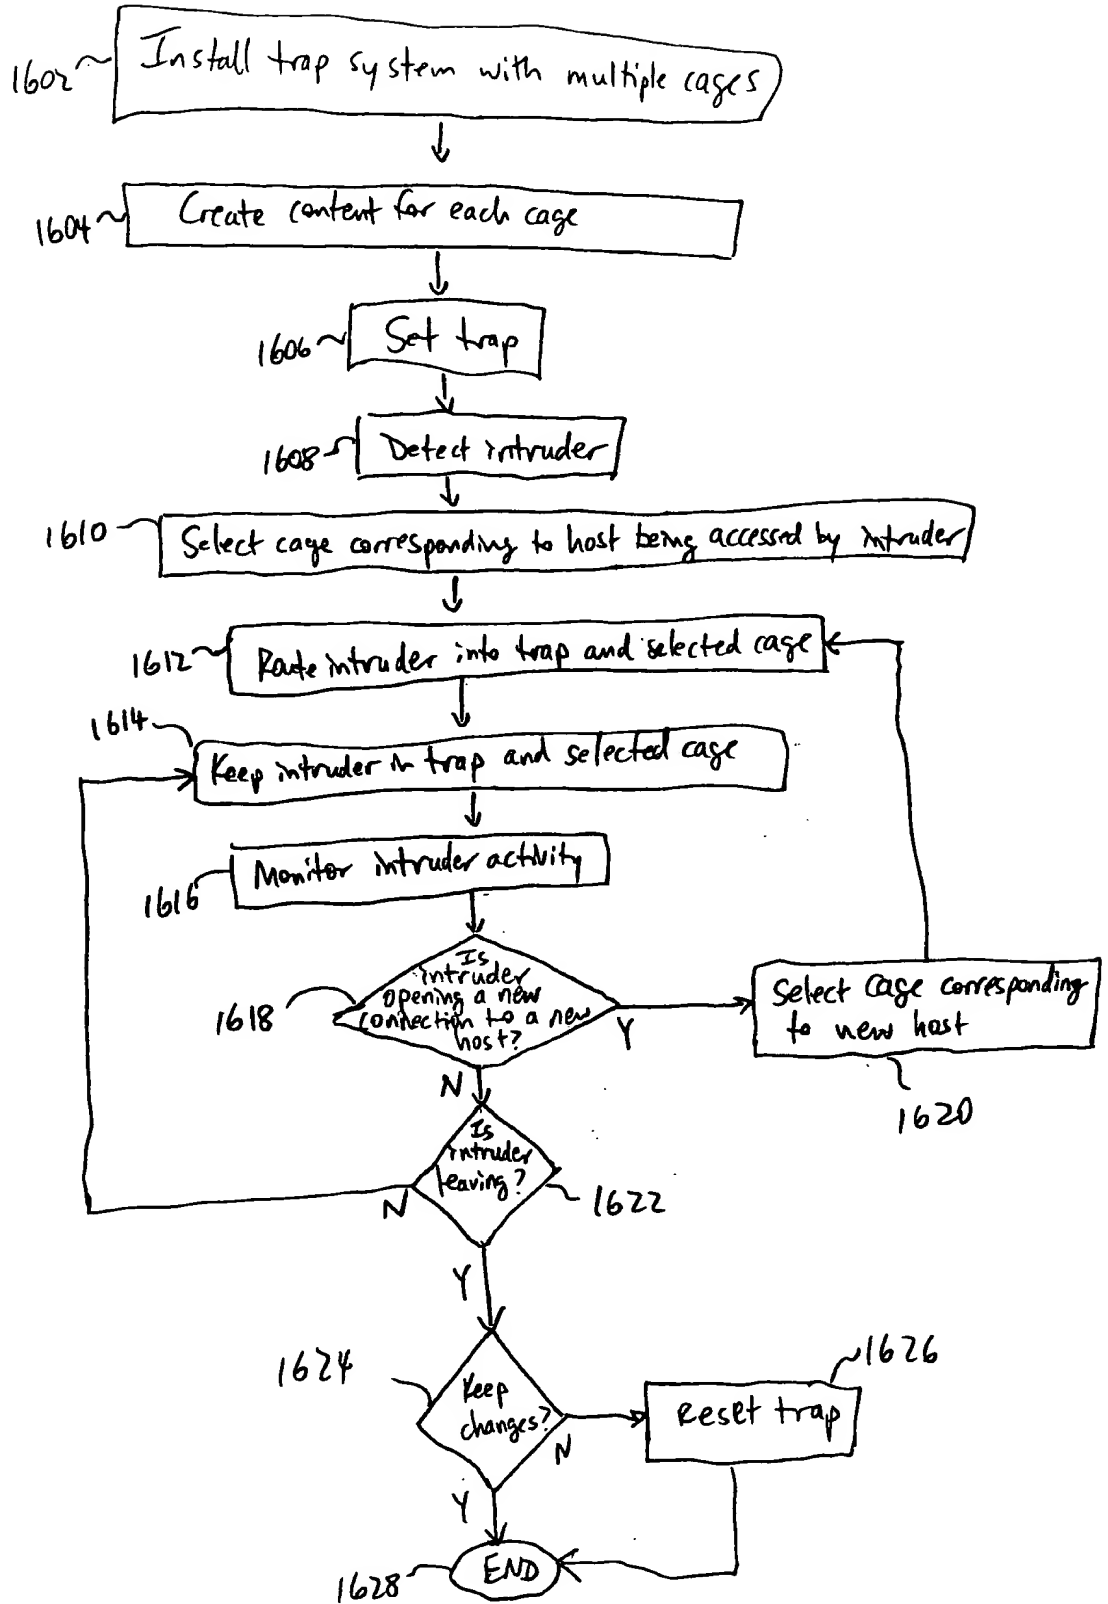 1602
Install trap system with multiple cages
1604
Create content for each cage
1606
Set trap
1608
Detect intruder
1610
Select cage corresponding to host being accessed by intruder
1612
Route intruder into trap and selected cage
1614
Keep intruder in trap and selected cage
1616
Monitor intruder activity
Is
intruder
opening a new
connection to a new
host?
1618
Y
Select cage corresponding
to new host
1620
N
Is
intruder
leaving?
1622
N
Y
1624
Keep
changes?
N
1626
Reset trap
Y
1628
END